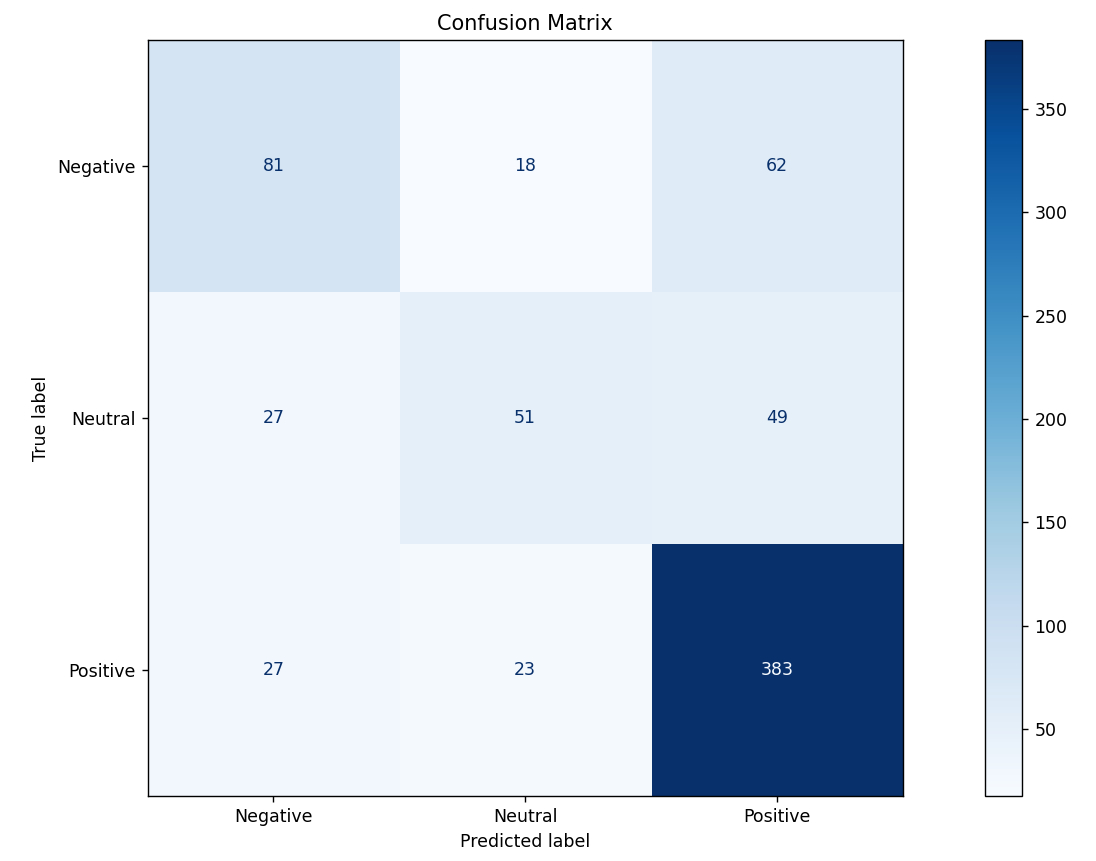 Confusion Matrix
Negative
81
18
62
Neutral
27
51
49
Positive
27
23
383
Negative
Neutral
Positive
Predicted label
True label
350
300
250
200
150
100
50